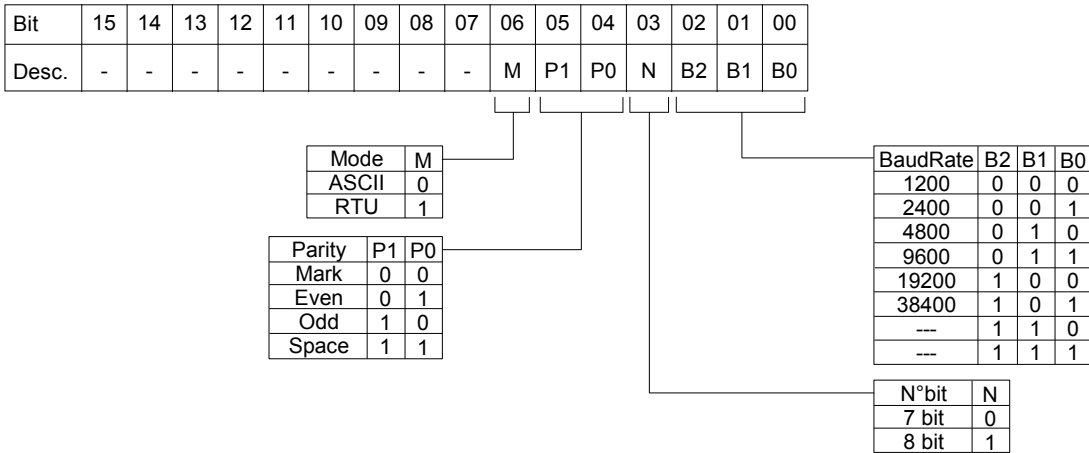 Bit 15 14 13 12 11 10 09 08 07 06 05 04 03 02 01 00
Desc. - - - - - - - - - M P1 P0 N B2 B1 B0
Mode M
ASCII 0
RTU 1
Parity P1 P0
Mark 0 0
Even 0 1
Odd 1 0
Space 1 1
BaudRate B2 B1 B0
1200 0 0 0
2400 0 0 1
4800 0 1 0
9600 0 1 1
19200 1 0 0
38400 1 0 1
--- 1 1 0
--- 1 1 1
N°bit N
7 bit 0
8 bit 1